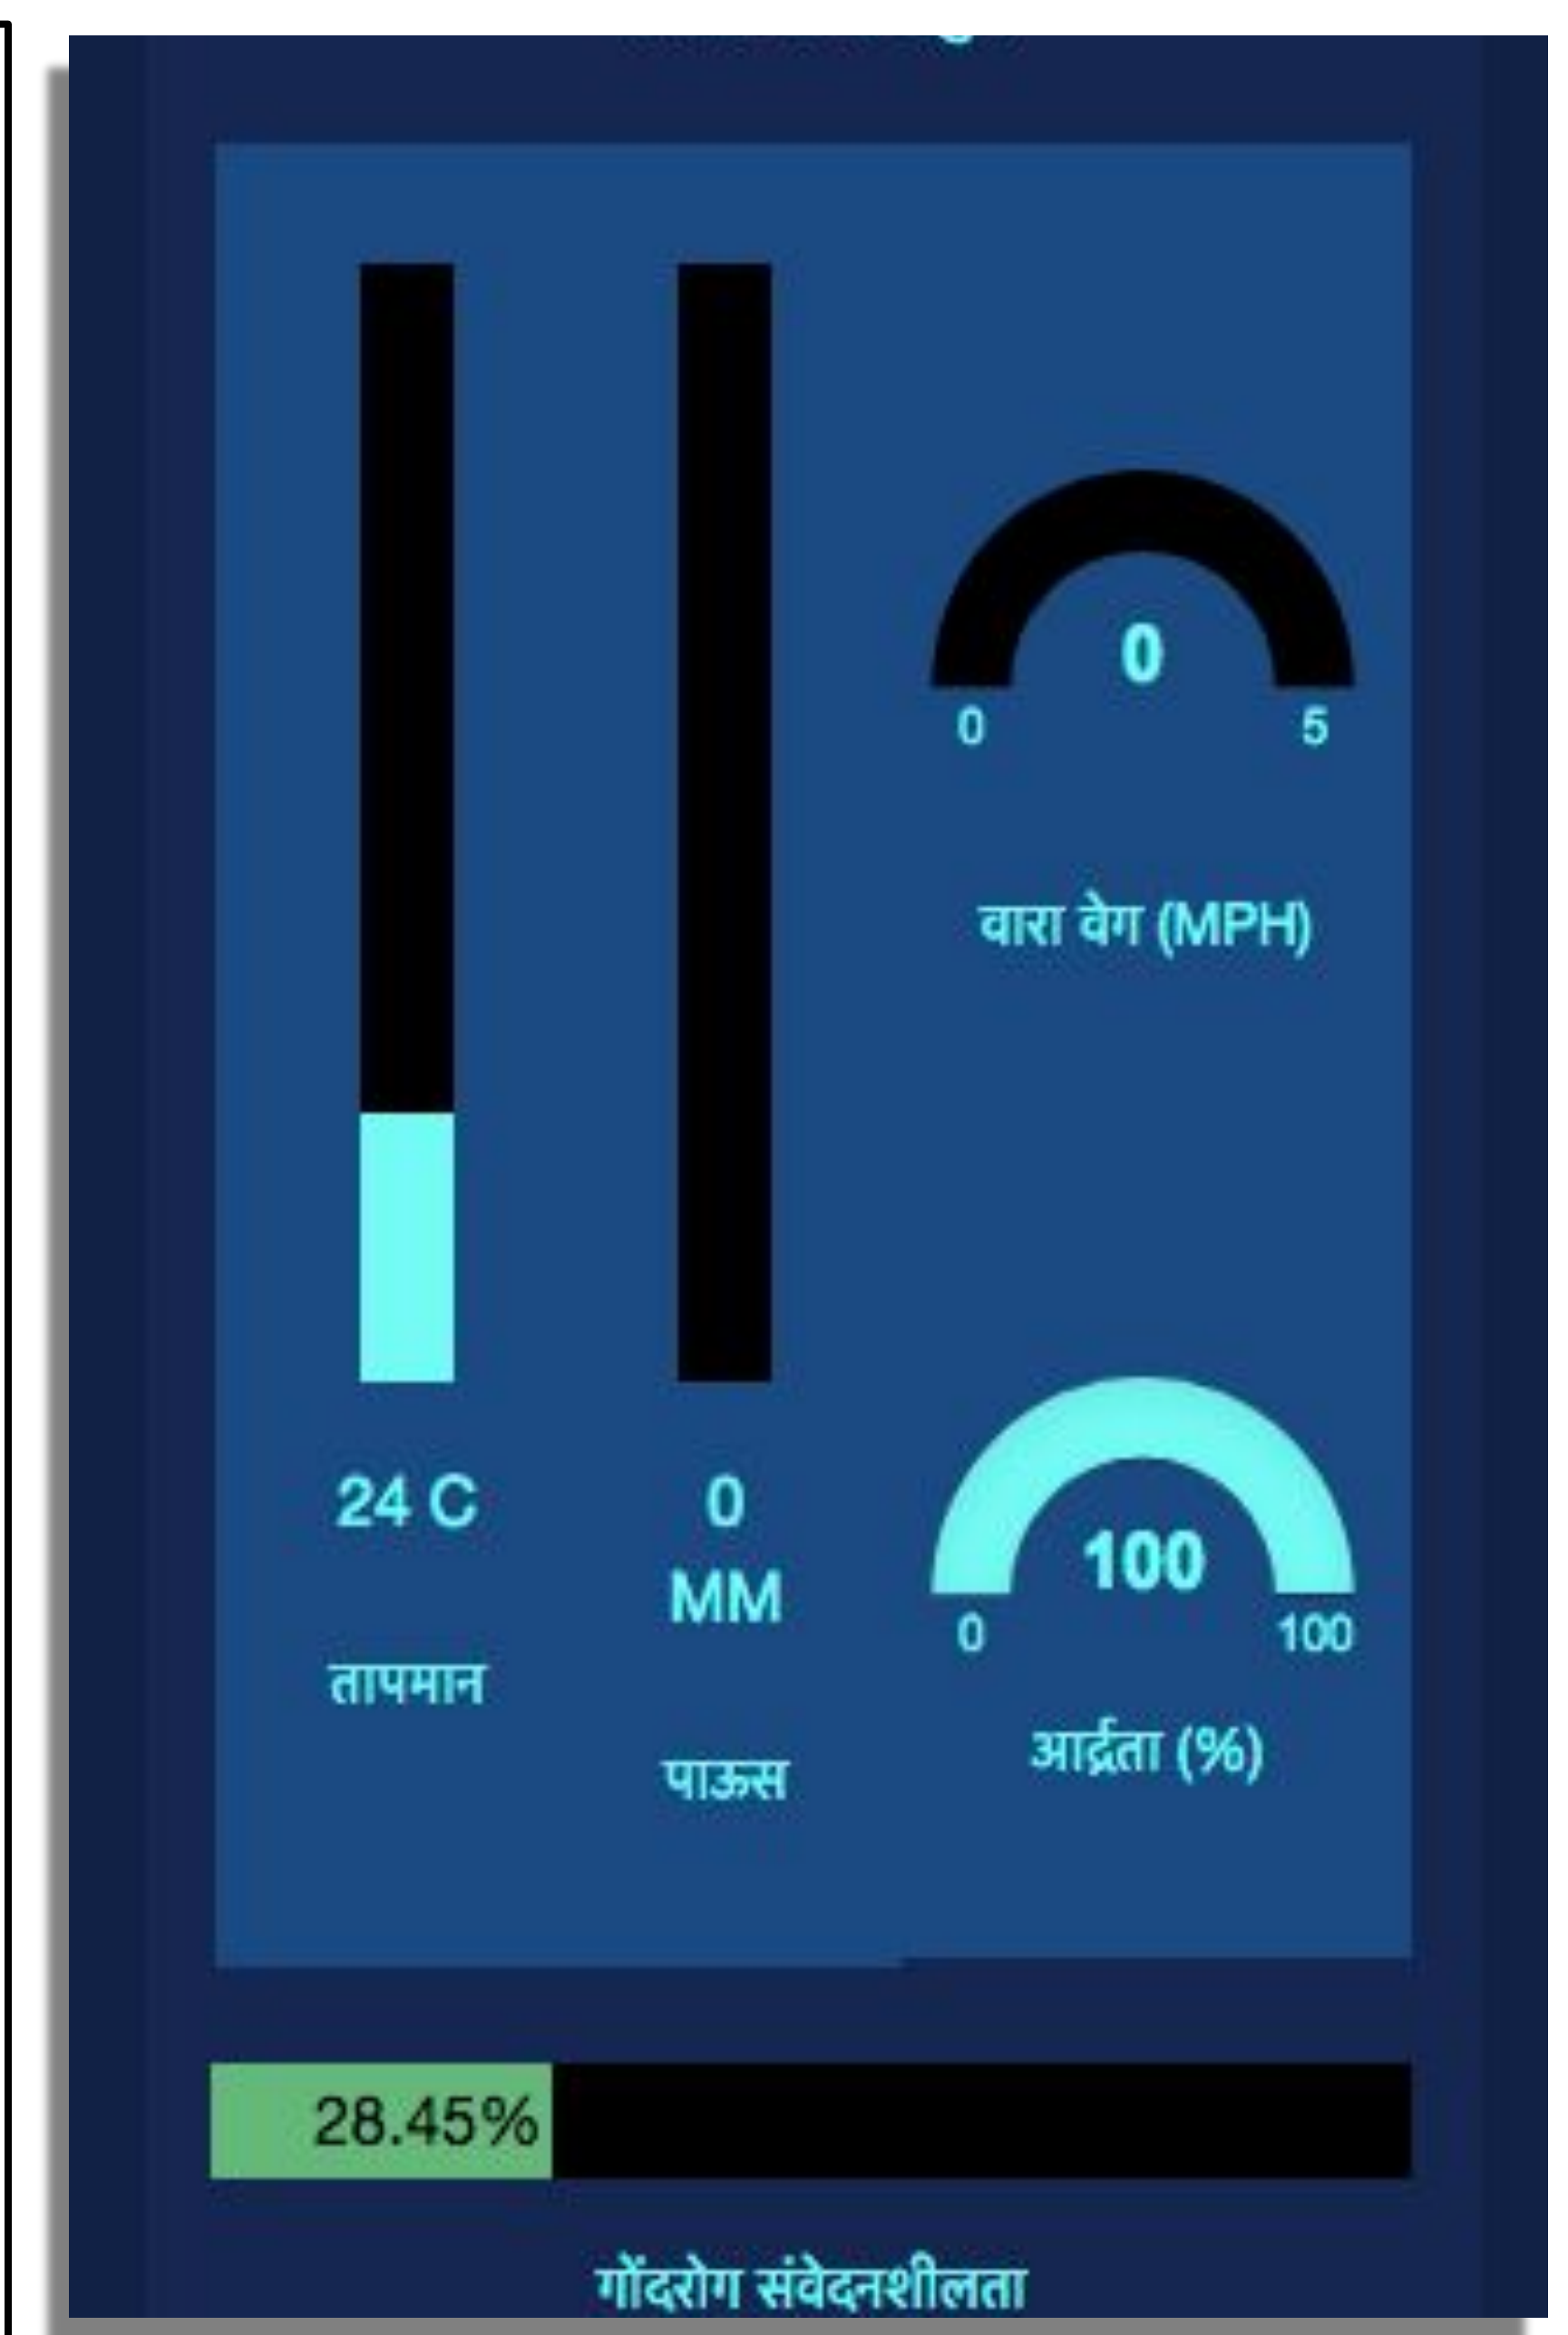 0
0 5
वारा वेग (MPH)
24 C
तापमान
0
MM
पाऊस
100
0 100
आर्द्रता (%)
28.45%
गोंदरोग संवेदनशीलता